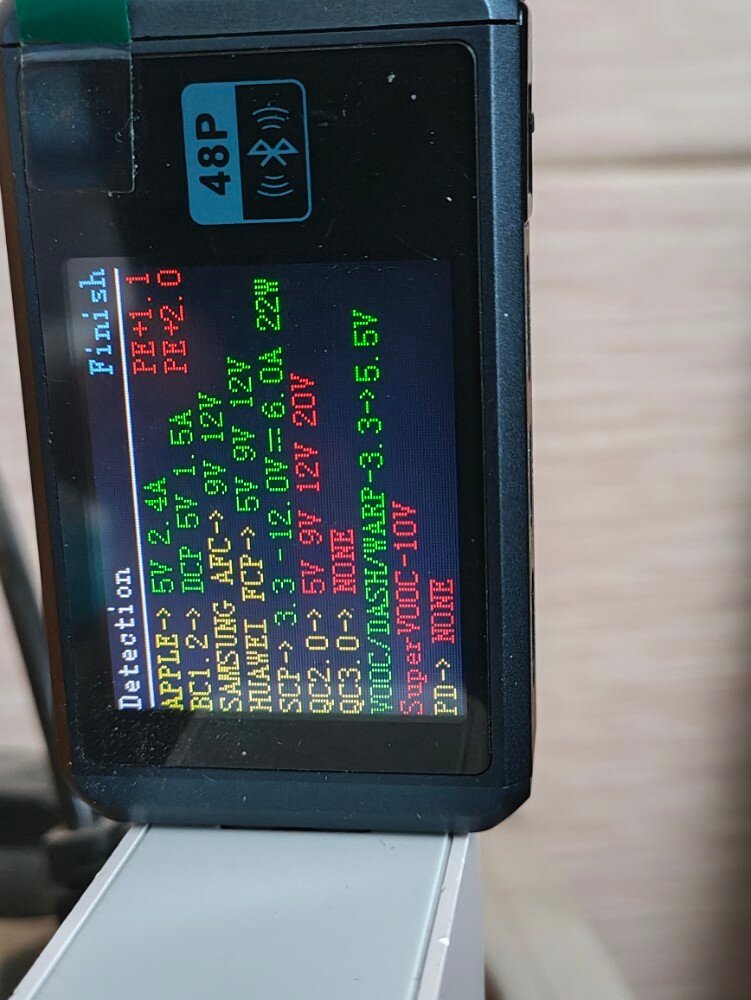 48P
Detection Finish
APPLE-> 5V 2.4A PE+1.1
BC1.2-> DCP 5V 1.5A PE+2.0
SAMSUNG AFC-> 9V 12V
HUAWEI FCP-> 5V 9V 12V
SCP-> 3.3-12.0V⎓6.0A 22W
QC2.0-> 5V 9V 12V 20V
QC3.0-> NONE
VOOC/DASH/WARP-3.3->5.5V
SuperVOOC-10V
PD-> NONE